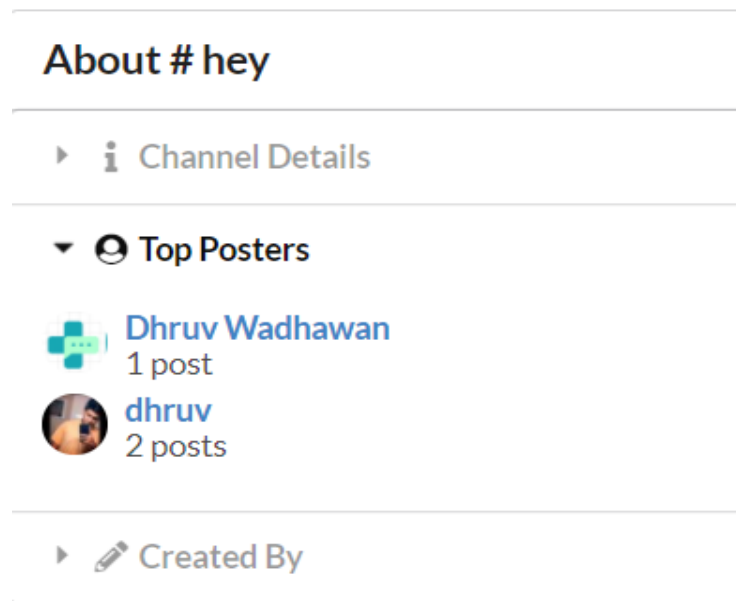 About # hey
Channel Details
Top Posters
Dhruv Wadhawan
1 post
dhruv
2 posts
Created By